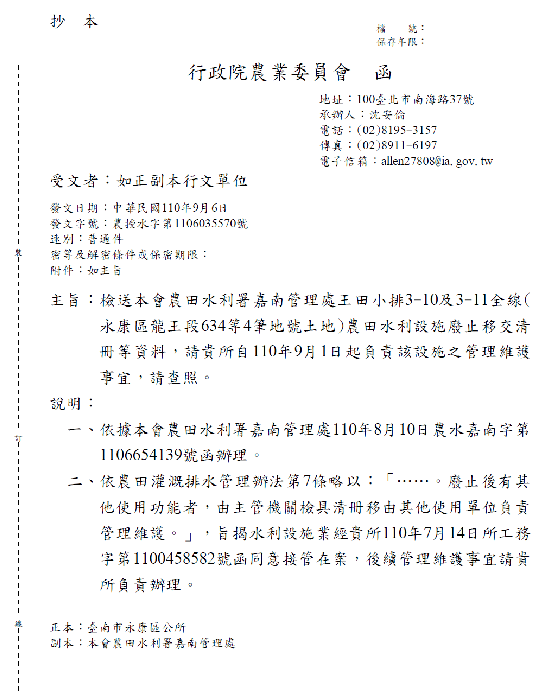 抄 本
檔 號：
保存年限：
行政院農業委員會 函
地址：100臺北市南海路37號
承辦人：沈安倫
電話：(02)8195-3157
傳真：(02)8911-6197
電子信箱：allen27808@ia.gov.tw
受文者：如正副本行文單位
發文日期：中華民國110年9月6日
發文字號：農授水字第1106035570號
速別：普通件
密等及解密條件或保密期限：
附件：如主旨
主旨：檢送本會農田水利署嘉南管理處王田小排3-10及3-11全線(
永康區龍王段634等4筆地號土地)農田水利設施廢止移交清
冊等資料，請貴所自110年9月1日起負責該設施之管理維護
事宜，請查照。
說明：
一、依據本會農田水利署嘉南管理處110年8月10日農水嘉南字第
1106654139號函辦理。
二、依農田灌溉排水管理辦法第7條略以：「……。廢止後有其
他使用功能者，由主管機關檢具清冊移由其他使用單位負責
管理維護。」，旨揭水利設施業經貴所110年7月14日所工務
字第1100458582號函同意接管在案，後續管理維護事宜請貴
所負責辦理。
正本：臺南市永康區公所
副本：本會農田水利署嘉南管理處
裝
訂
線